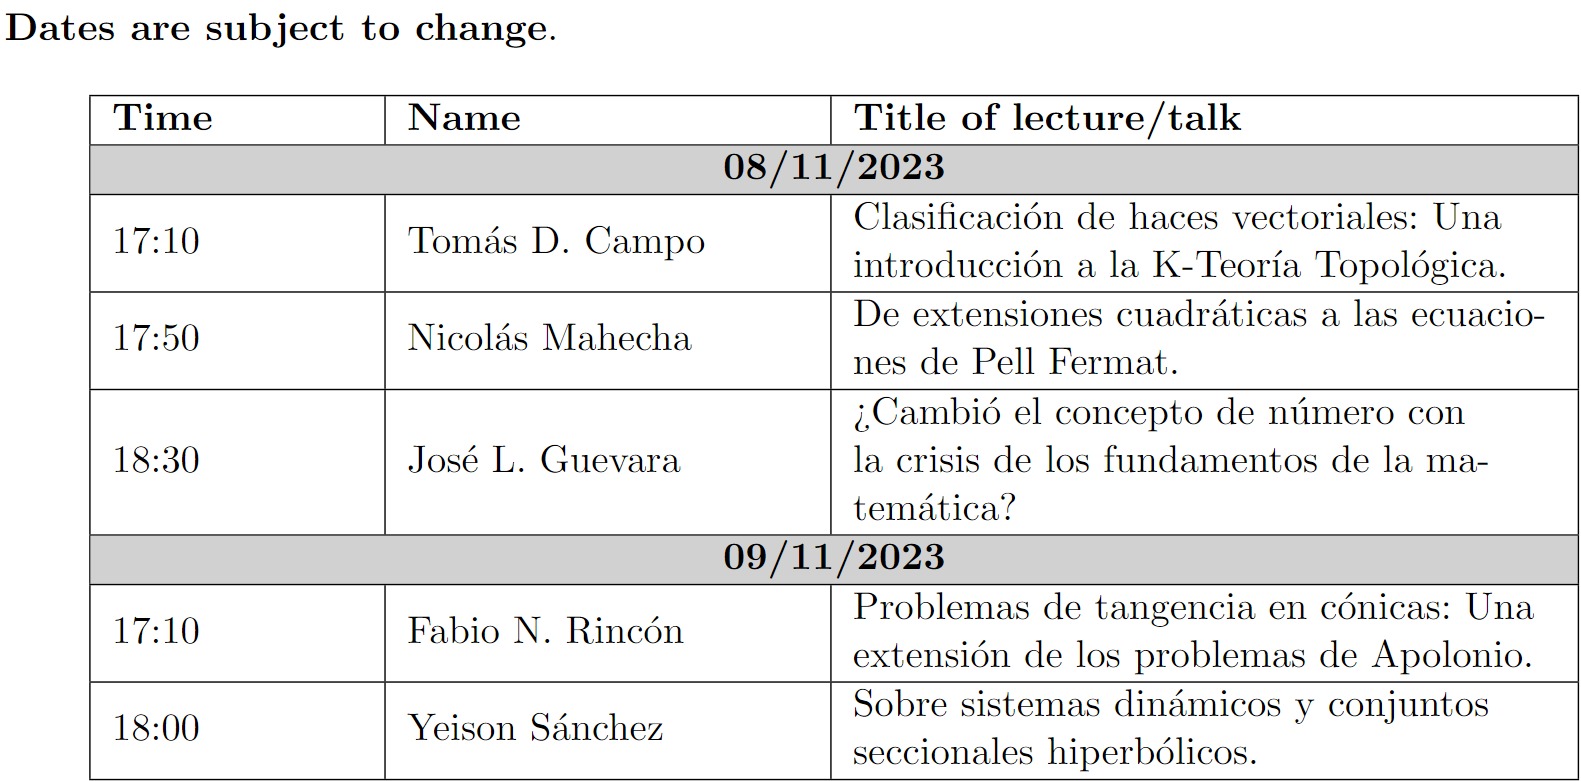 Dates are subject to change.
Time Name Title of lecture/talk
08/11/2023
17:10 Tomás D. Campo Clasificación de haces vectoriales: Una
introducción a la K-Teoría Topológica.
17:50 Nicolás Mahecha De extensiones cuadráticas a las ecuacio-
nes de Pell Fermat.
18:30 José L. Guevara ¿Cambió el concepto de número con
la crisis de los fundamentos de la ma-
temática?
09/11/2023
17:10 Fabio N. Rincón Problemas de tangencia en cónicas: Una
extensión de los problemas de Apolonio.
18:00 Yeison Sánchez Sobre sistemas dinámicos y conjuntos
seccionales hiperbólicos.